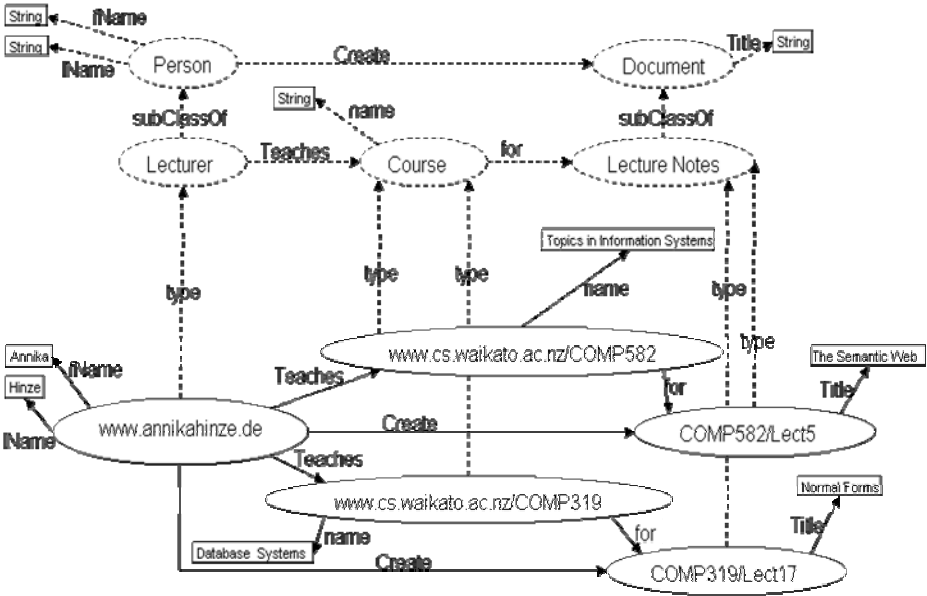 String
fName
String
lName
Person
Create
Document
Title
String
subClassOf
String
name
subClassOf
Lecturer
Teaches
Course
for
Lecture Notes
Topics in Information Systems
type
type
type
type
name
type
Annika
fName
www.cs.waikato.ac.nz/COMP582
The Semantic Web
Hinze
Teaches
for
Title
lName
www.annikahinze.de
Create
COMP582/Lect5
Teaches
www.cs.waikato.ac.nz/COMP319
Normal Forms
name
for
Title
Database Systems
Create
COMP319/Lect17